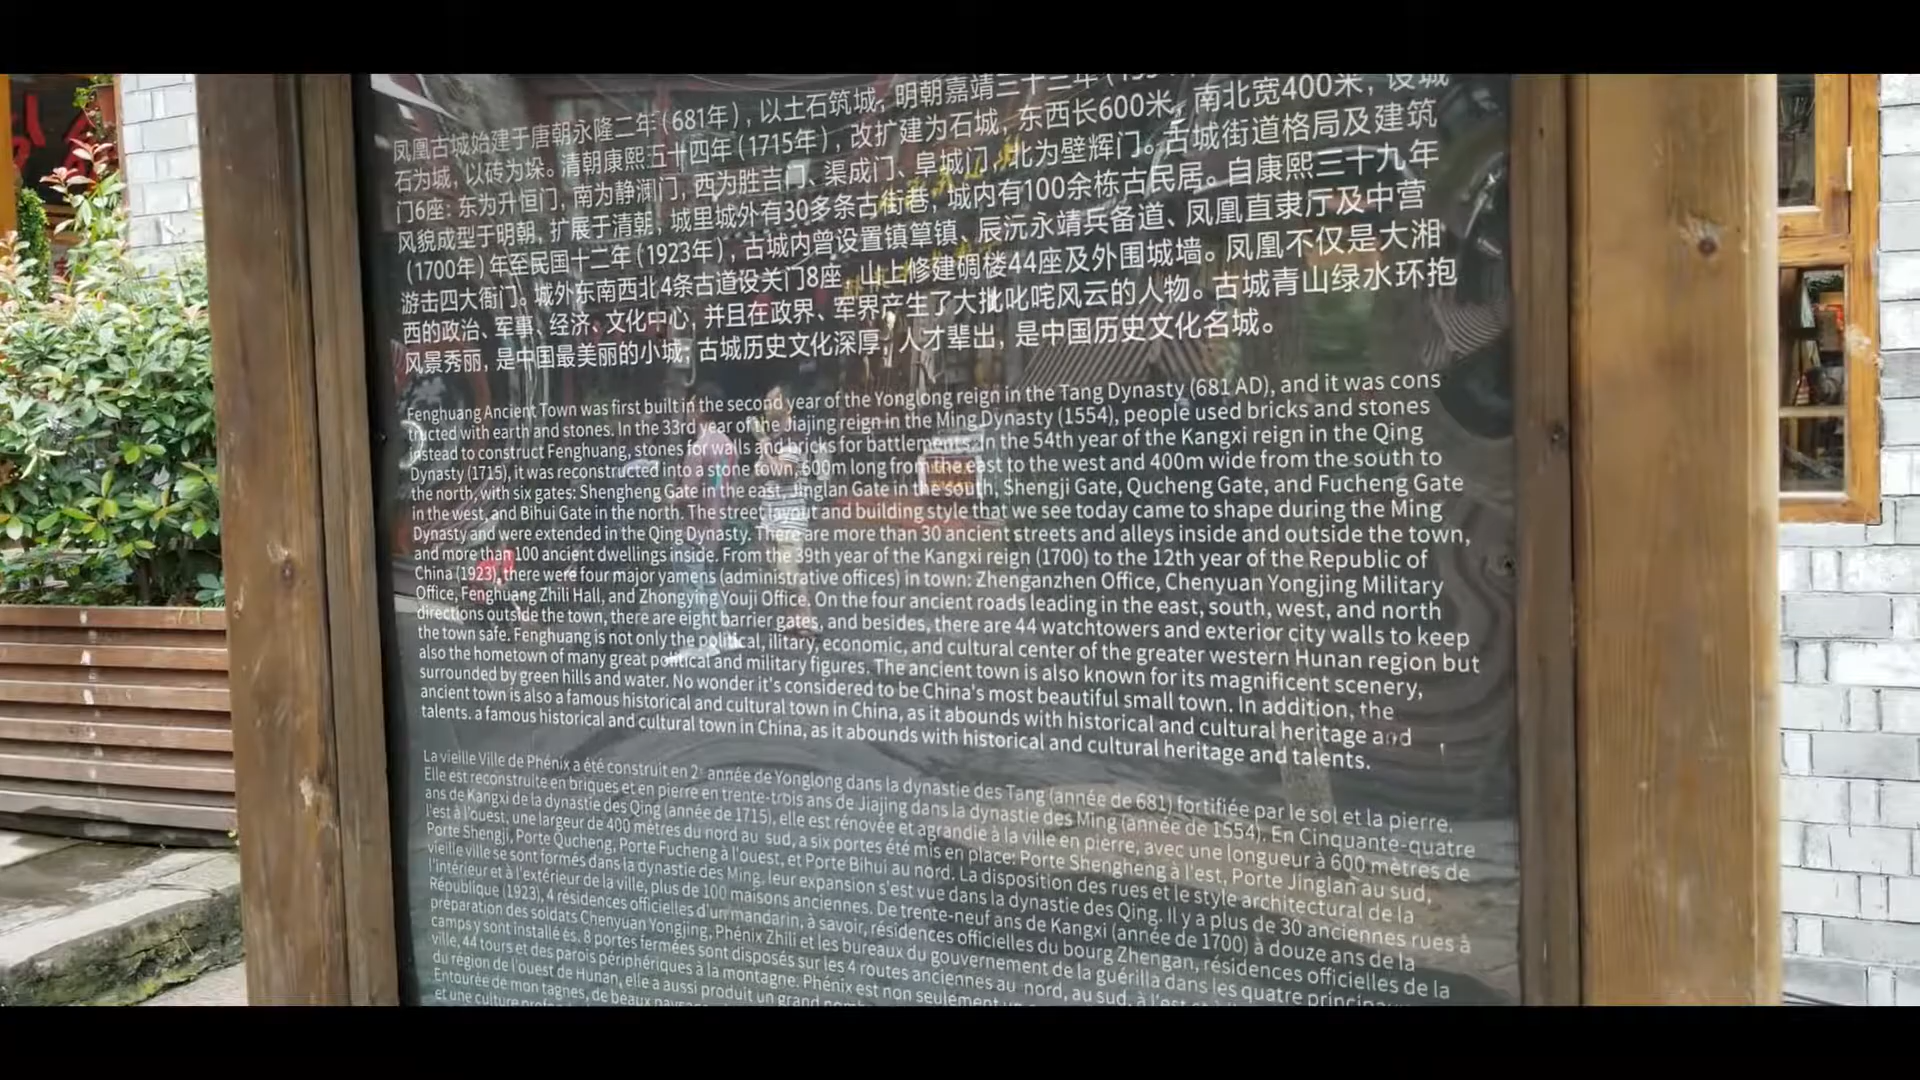 凤凰古城始建于唐朝永隆二年(681年)，以土石筑城，明朝嘉靖三十三年
石为城，以砖为垛。清朝康熙五十四年(1715年)，改扩建为石城，东西长600米，南北宽400米，设城
门6座：东为升恒门，南为静澜门，西为胜吉门、渠成门、阜城门，北为壁辉门。古城街道格局及建筑
风貌成型于明朝，扩展于清朝，城里城外有30多条古街巷，城内有100余栋古民居。自康熙三十九年
(1700年)年至民国十二年(1923年)，古城内曾设置镇筸镇、辰沅永靖兵备道、凤凰直隶厅及中营
游击四大衙门。城外东南西北4条古道设关门8座，山上修建碉楼44座及外围城墙。凤凰不仅是大湘
西的政治、军事、经济、文化中心，并且在政界、军界产生了大批叱咤风云的人物。古城青山绿水环抱
风景秀丽，是中国最美丽的小城；古城历史文化深厚，人才辈出，是中国历史文化名城。
Fenghuang Ancient Town was first built in the second year of the Yonglong reign in the Tang Dynasty (681 AD), and it was cons
tructed with earth and stones. In the 33rd year of the Jiajing reign in the Ming Dynasty (1554), people used bricks and stones
instead to construct Fenghuang, stones for walls and bricks for battlements. In the 54th year of the Kangxi reign in the Qing
Dynasty (1715), it was reconstructed into a stone town, 600m long from the east to the west and 400m wide from the south to
the north, with six gates: Shengheng Gate in the east, Jinglan Gate in the south, Shengji Gate, Qucheng Gate, and Fucheng Gate
in the west, and Bihui Gate in the north. The street layout and building style that we see today came to shape during the Ming
Dynasty and were extended in the Qing Dynasty. There are more than 30 ancient streets and alleys inside and outside the town,
and more than 100 ancient dwellings inside. From the 39th year of the Kangxi reign (1700) to the 12th year of the Republic of
China (1923), there were four major yamens (administrative offices) in town: Zhenganzhen Office, Chenyuan Yongjing Military
Office, Fenghuang Zhili Hall, and Zhongying Youji Office. On the four ancient roads leading in the east, south, west, and north
directions outside the town, there are eight barrier gates, and besides, there are 44 watchtowers and exterior city walls to keep
the town safe. Fenghuang is not only the political, ilitary, economic, and cultural center of the greater western Hunan region but
also the hometown of many great political and military figures. The ancient town is also known for its magnificent scenery,
surrounded by green hills and water. No wonder it's considered to be China's most beautiful small town. In addition, the
ancient town is also a famous historical and cultural town in China, as it abounds with historical and cultural heritage and
talents. a famous historical and cultural town in China, as it abounds with historical and cultural heritage and talents.
La vieille Ville de Phénix a été construit en 2ᵉ année de Yonglong dans la dynastie des Tang (année de 681) fortifiée par le sol et la pierre.
Elle est reconstruite en briques et en pierre en trente-trois ans de Jiajing dans la dynastie des Ming (année de 1554). En Cinquante-quatre
ans de Kangxi de la dynastie des Qing (année de 1715), elle est rénovée et agrandie à la ville en pierre, avec une longueur à 600 mètres de
l'est à l'ouest, une largeur de 400 mètres du nord au sud, a six portes été mis en place: Porte Shengheng à l'est, Porte Jinglan au sud,
Porte Shengji, Porte Qucheng, Porte Fucheng à l'ouest, et Porte Bihui au nord. La disposition des rues et le style architectural de la
vieille ville se sont formés dans la dynastie des Ming, leur expansion s'est vue dans la dynastie des Qing. Il y a plus de 30 anciennes rues à
l'intérieur et à l'extérieur de la ville, plus de 100 maisons anciennes. De trente-neuf ans de Kangxi (année de 1700) à douze ans de la
République (1923), 4 résidences officielles d'un mandarin, à savoir, résidences officielles du bourg Zhengan, résidences officielles de la
préparation des soldats Chenyuan Yongjing, Phénix Zhili et les bureaux du gouvernement de la guérilla dans les quatre
camps y sont installé és. 8 portes fermées sont disposés sur les 4 routes anciennes au nord, au sud, à l'est
ville, 44 tours et des parois périphériques à la montagne. Phénix est non seulement
du région de l'ouest de Hunan, elle a aussi produit un grand
Entourée de mon tagnes, de beaux
et une culture